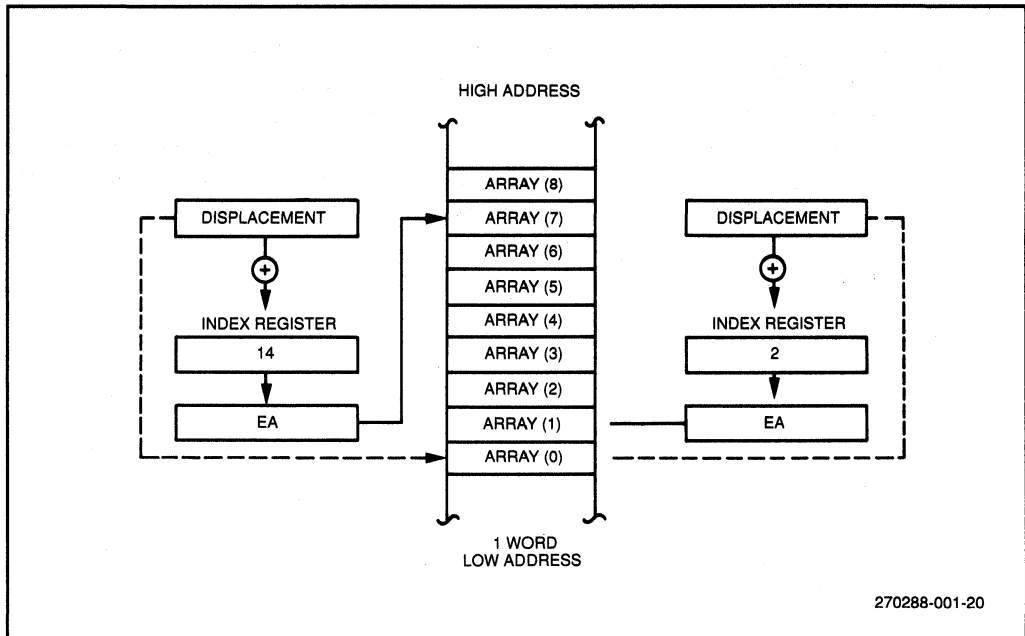 HIGH ADDRESS
ARRAY (8)
DISPLACEMENT
ARRAY (7)
DISPLACEMENT
ARRAY (6)
+
+
ARRAY (5)
INDEX REGISTER
ARRAY (4)
INDEX REGISTER
14
ARRAY (3)
2
ARRAY (2)
EA
ARRAY (1)
EA
ARRAY (0)
1 WORD
LOW ADDRESS
270288-001-20